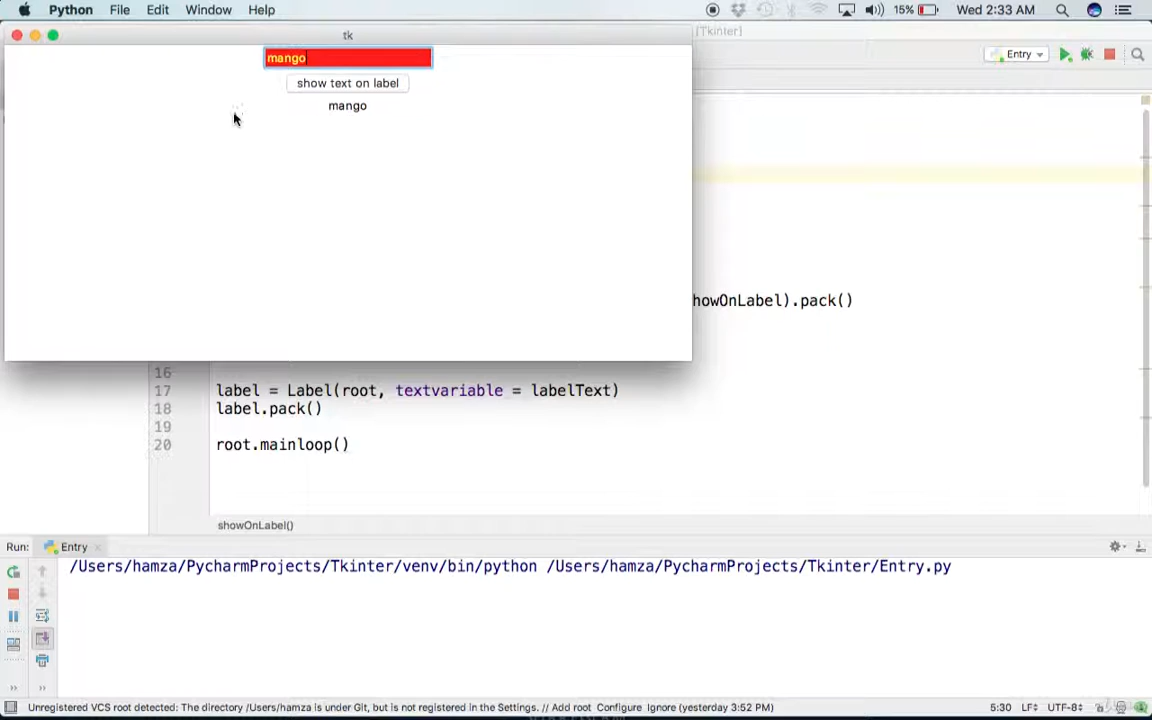 Python File Edit Window Help 15% Wed 2:33 AM
tk
[Tkinter]
mango
Entry
show text on label
mango
howOnLabel).pack()
16
17 label = Label(root, textvariable = labelText)
18 label.pack()
19
20 root.mainloop()
showOnLabel()
Run: Entry
/Users/hamza/PycharmProjects/Tkinter/venv/bin/python /Users/hamza/PycharmProjects/Tkinter/Entry.py
Unregistered VCS root detected: The directory /Users/hamza is under Git, but is not registered in the Settings. // Add root Configure Ignore (yesterday 3:52 PM) 5:30 LF÷ UTF-8÷